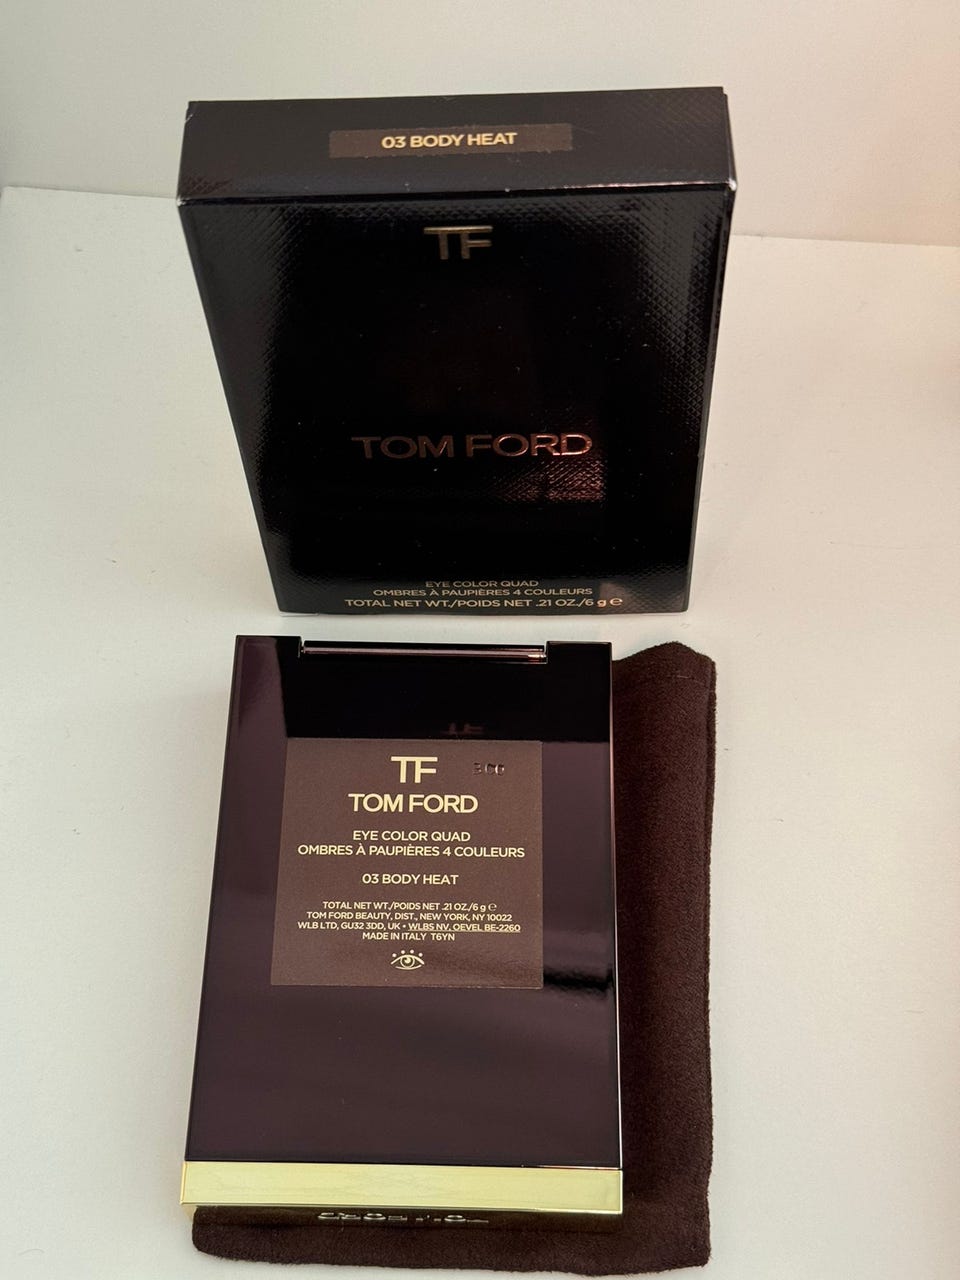 03 BODY HEAT
TF
TOM FORD
EYE COLOR QUAD
OMBRES À PAUPIÈRES 4 COULEURS
TOTAL NET WT./POIDS NET .21 OZ./6 g ℮
TF
TOM FORD
EYE COLOR QUAD
OMBRES À PAUPIÈRES 4 COULEURS
03 BODY HEAT
TOTAL NET WT./POIDS NET .21 OZ./6 g ℮
TOM FORD BEAUTY, DIST., NEW YORK, NY 10022
WLB LTD, GU32 3DD, UK • WLBS NV, OEVEL BE-2260
MADE IN ITALY T6YN